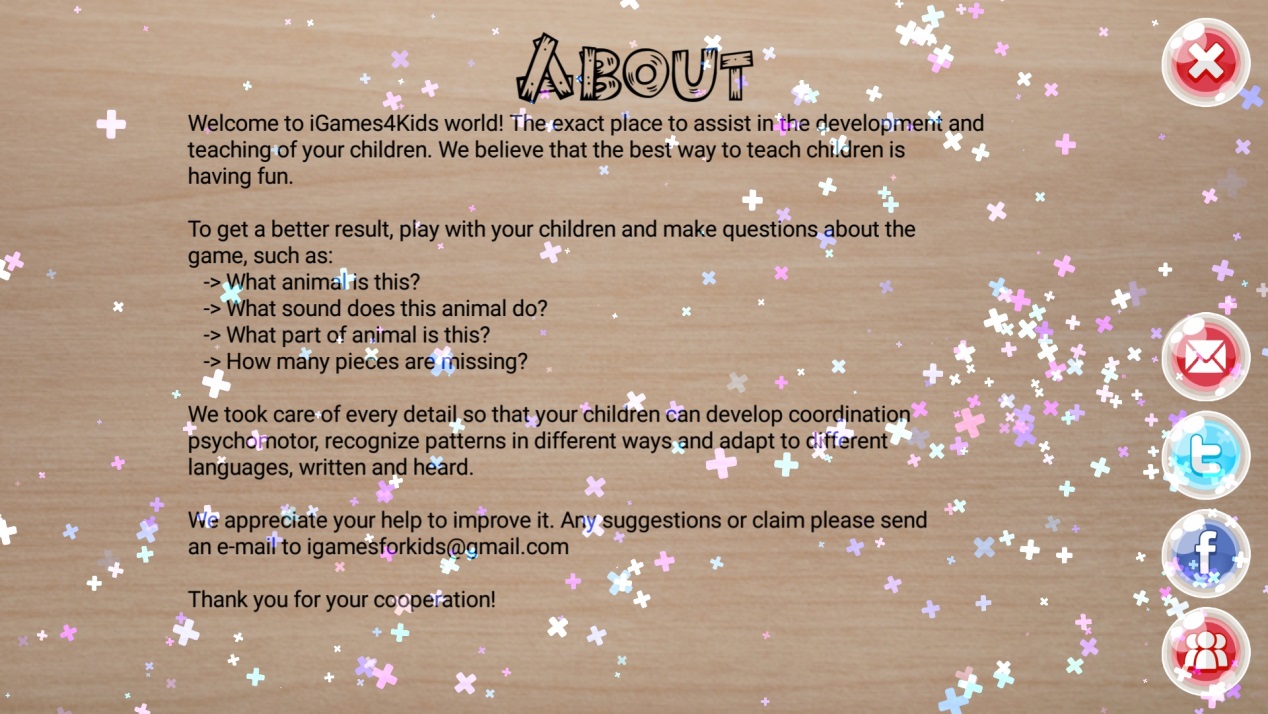 About
Welcome to iGames4Kids world! The exact place to assist in the development and
teaching of your children. We believe that the best way to teach children is
having fun.
To get a better result, play with your children and make questions about the
game, such as:
-> What animal is this?
-> What sound does this animal do?
-> What part of animal is this?
-> How many pieces are missing?
We took care of every detail so that your children can develop coordination
psychomotor, recognize patterns in different ways and adapt to different
languages, written and heard.
We appreciate your help to improve it. Any suggestions or claim please send
an e-mail to igamesforkids@gmail.com
Thank you for your cooperation!